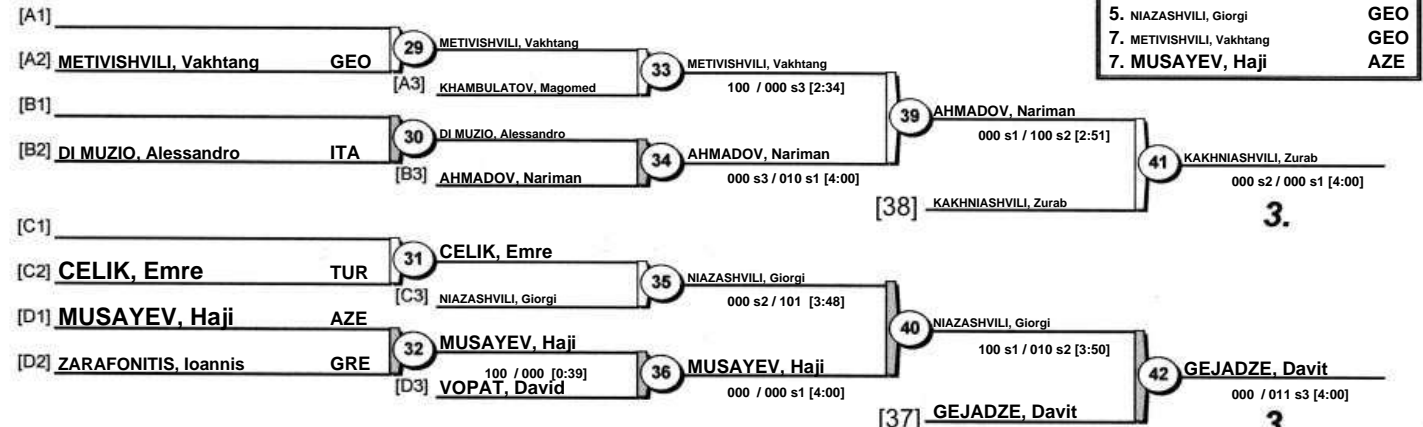 [A1]
[A2] METIVISHVILI, Vakhtang GEO
29
METIVISHVILI, Vakhtang
[A3] KHAMBULATOV, Magomed
33
METIVISHVILI, Vakhtang
100 / 000 s3 [2:34]
[B1]
[B2] DI MUZIO, Alessandro ITA
30
DI MUZIO, Alessandro
[B3] AHMADOV, Nariman
34
AHMADOV, Nariman
000 s3 / 010 s1 [4:00]
39
AHMADOV, Nariman
000 s1 / 100 s2 [2:51]
[38] KAKHNIASHVILI, Zurab
41
KAKHNIASHVILI, Zurab
000 s2 / 000 s1 [4:00]
3.
[C1]
[C2] CELIK, Emre TUR
31
CELIK, Emre
[C3] NIAZASHVILI, Giorgi
35
NIAZASHVILI, Giorgi
000 s2 / 101 [3:48]
[D1] MUSAYEV, Haji AZE
[D2] ZARAFONITIS, Ioannis GRE
32
MUSAYEV, Haji
100 / 000 [0:39]
[D3] VOPAT, David
36
MUSAYEV, Haji
000 / 000 s1 [4:00]
40
NIAZASHVILI, Giorgi
100 s1 / 010 s2 [3:50]
[37] GEJADZE, Davit
42
GEJADZE, Davit
000 / 011 s3 [4:00]
3.
5. NIAZASHVILI, Giorgi GEO
7. METIVISHVILI, Vakhtang GEO
7. MUSAYEV, Haji AZE